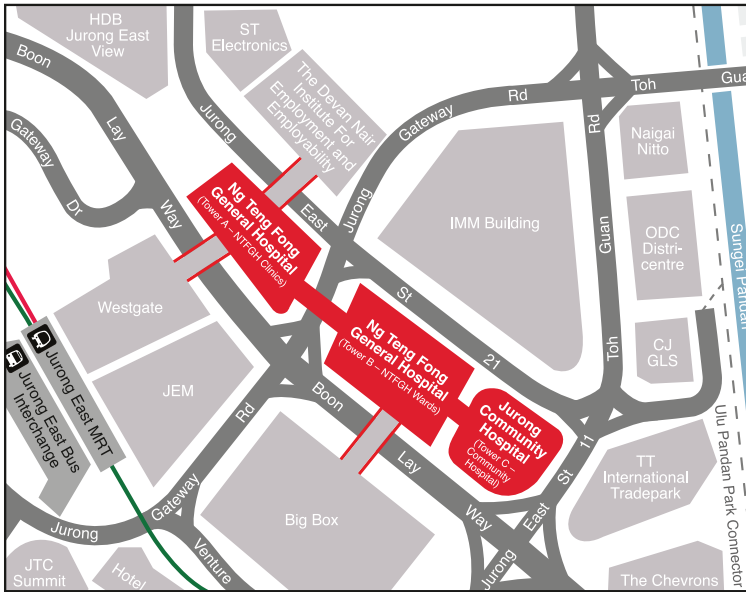 HDB
Jurong East
View
ST
Electronics
The Devan Nair
Institute For
Employment and
Employability
Boon
Lay
Way
Gateway
Dr
Jurong
East
St
21
Jurong
Gateway
Rd
Toh
Guan
Rd
Toh
Gua
Naigai
Nitto
IMM Building
ODC
Distri-
centre
CJ
GLS
Sungei Pandan
Ulu Pandan Park Connector
Ng Teng Fong
General Hospital
(Tower A – NTFGH Clinics)
Ng Teng Fong
General Hospital
(Tower B – NTFGH Wards)
Jurong
Community
Hospital
(Tower C –
Community
Hospital)
Westgate
JEM
Jurong East MRT
Jurong East Bus
Interchange
Boon
Lay
Way
Jurong
Gateway
Rd
Venture
Big Box
Jurong
East
St
11
TT
International
Tradepark
The Chevrons
JTC
Summit
Hotel